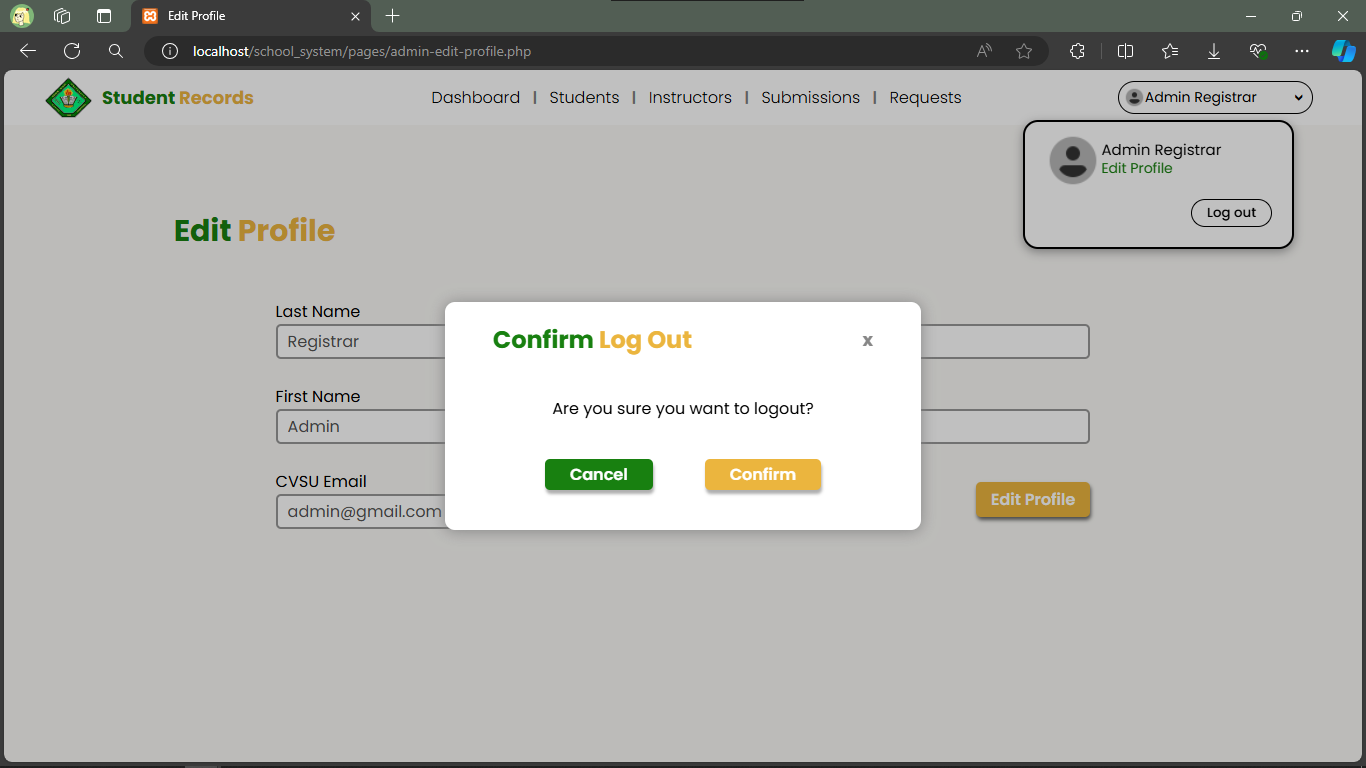 Edit Profile
localhost/school_system/pages/admin-edit-profile.php
Student Records
Dashboard | Students | Instructors | Submissions | Requests
Admin Registrar
Admin Registrar
Edit Profile
Log out
Edit Profile
Last Name
Registrar
First Name
Admin
CVSU Email
admin@gmail.com
Edit Profile
Confirm Log Out
x
Are you sure you want to logout?
Cancel
Confirm